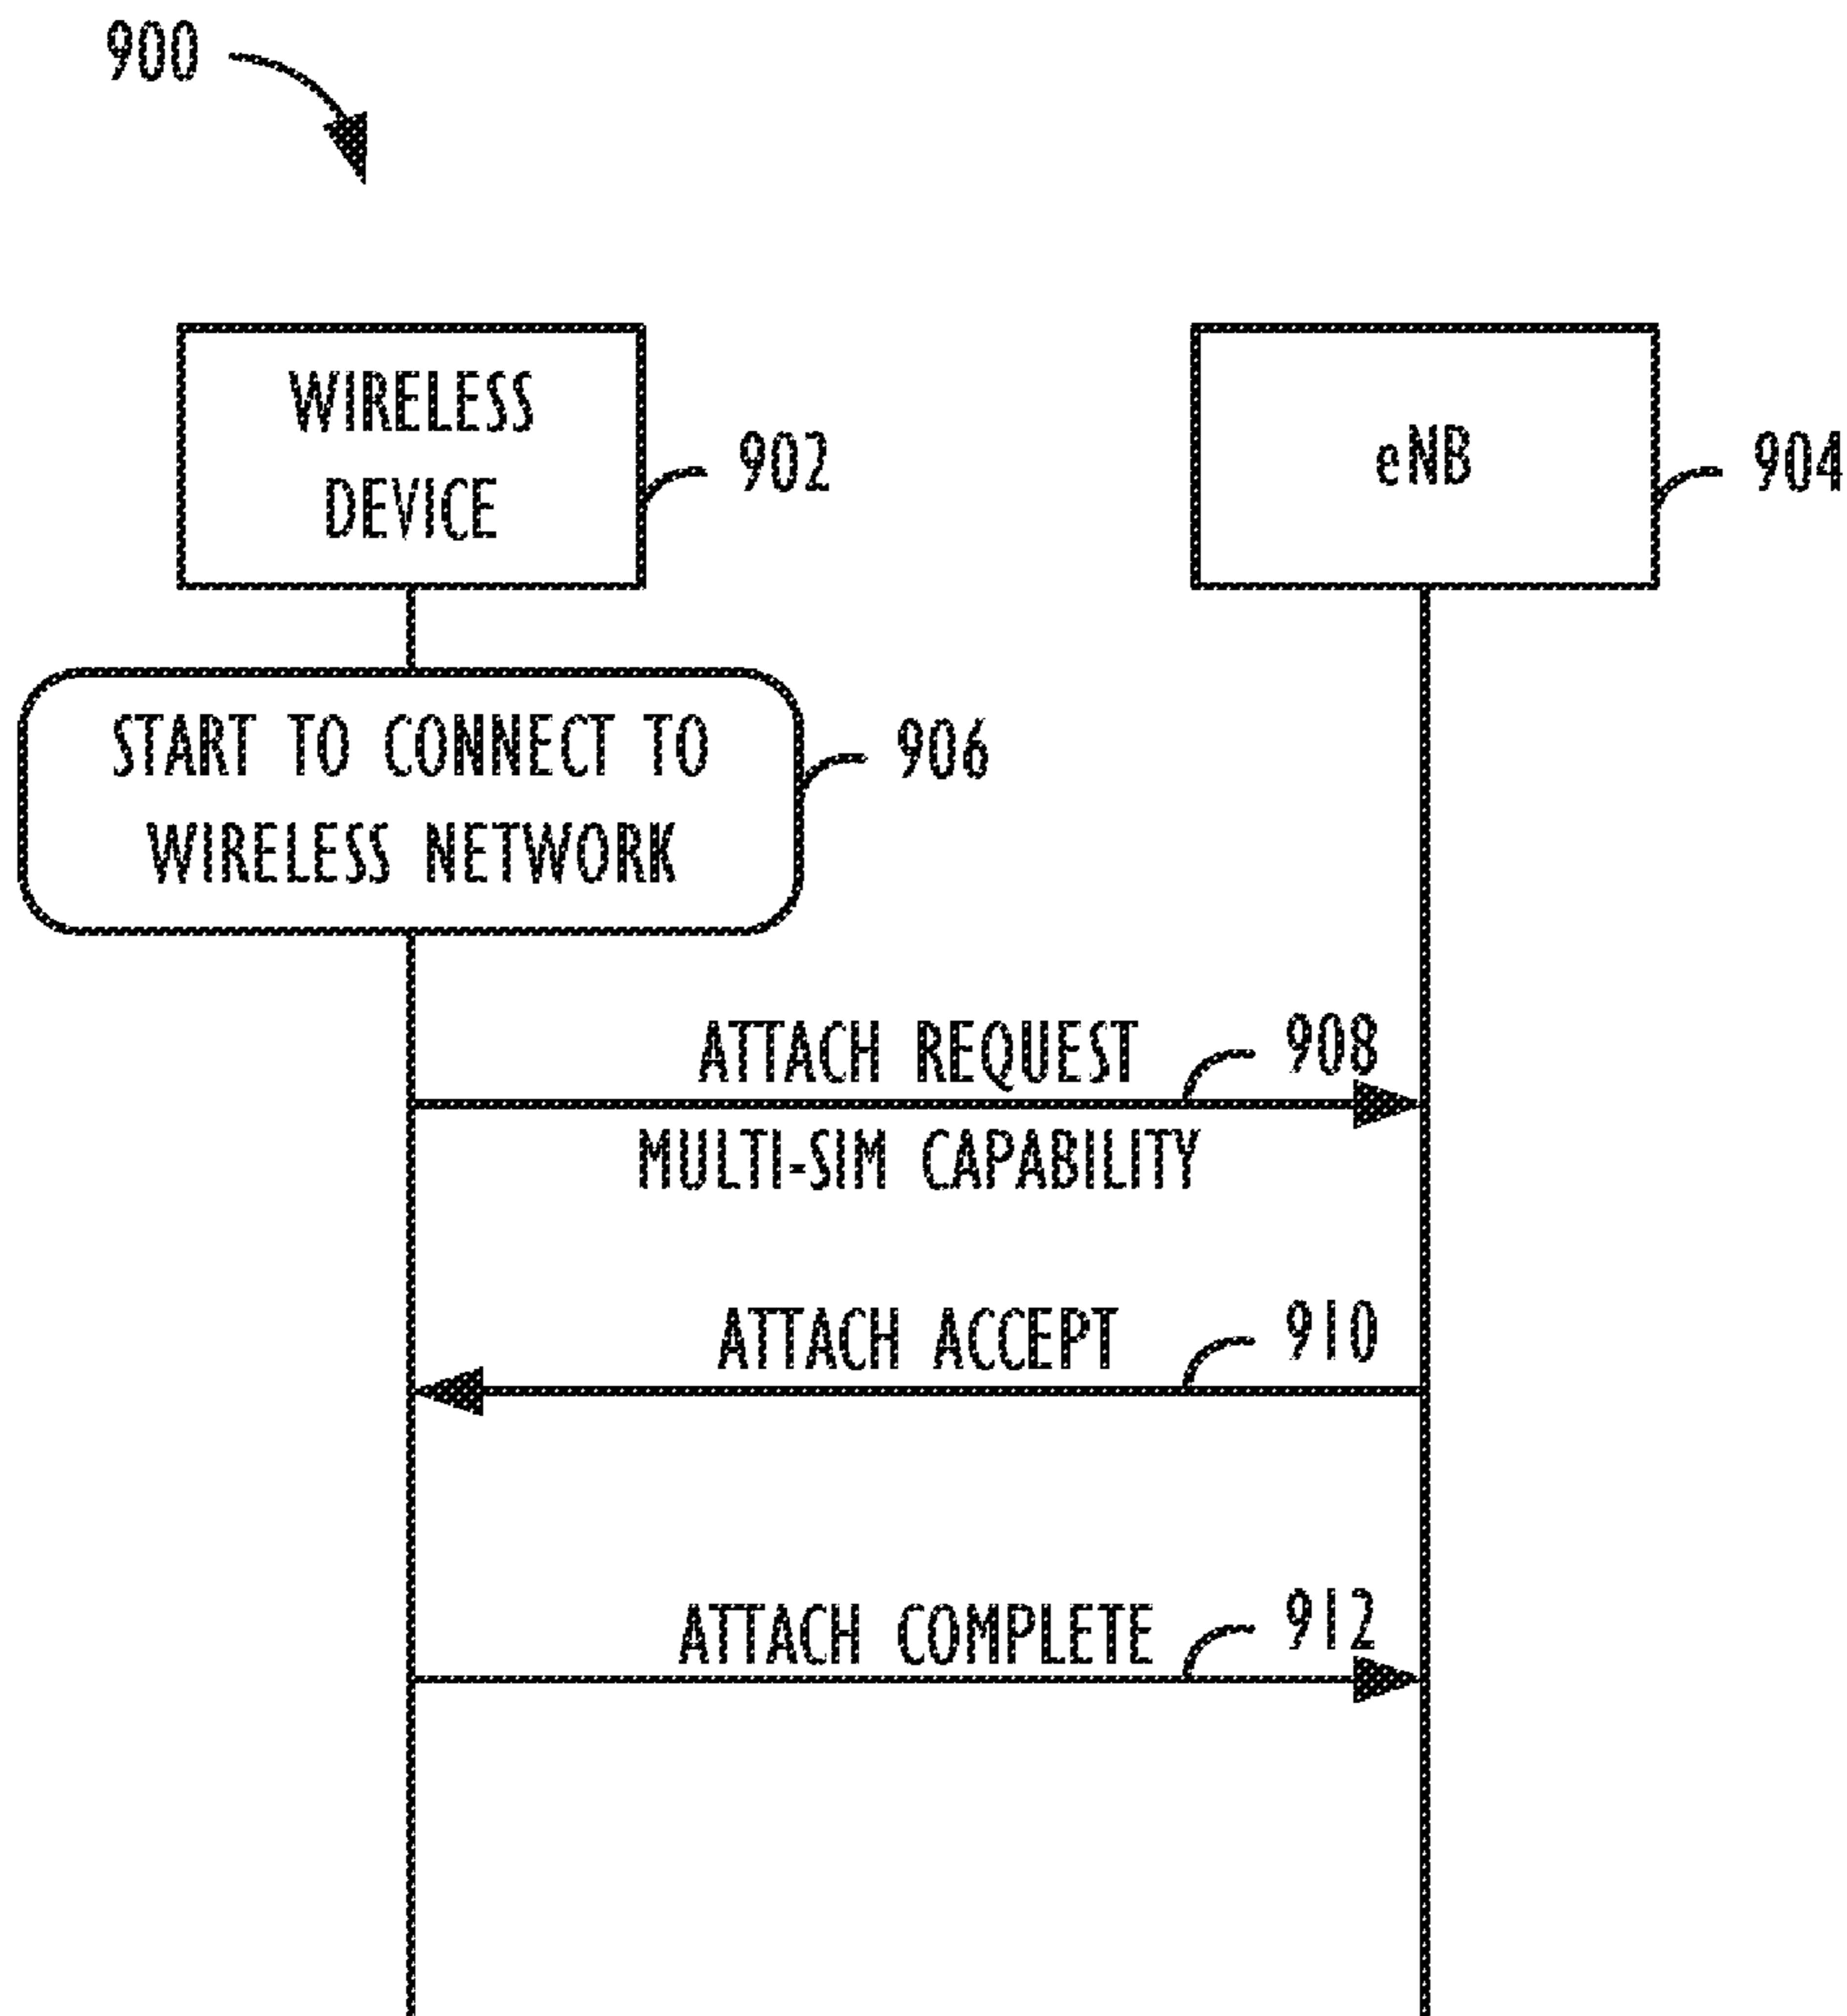 900
WIRELESS
DEVICE
902
eNB
904
START TO CONNECT TO
WIRELESS NETWORK
906
ATTACH REQUEST
908
MULTI-SIM CAPABILITY
ATTACH ACCEPT
910
ATTACH COMPLETE
912